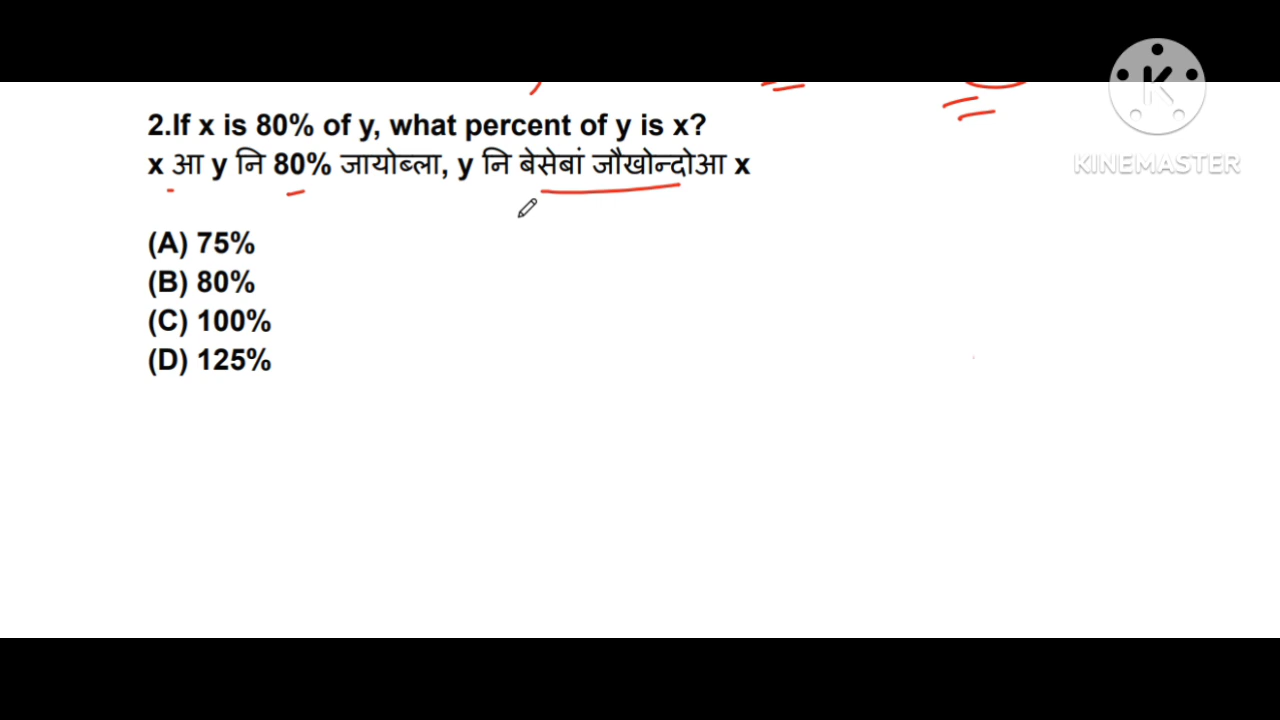 2.If x is 80% of y, what percent of y is x?
x आ y नि 80% जायोब्ला, y नि बेसेबां जौखोन्दोआ x
(A) 75%
(B) 80%
(C) 100%
(D) 125%
KINEMASTER